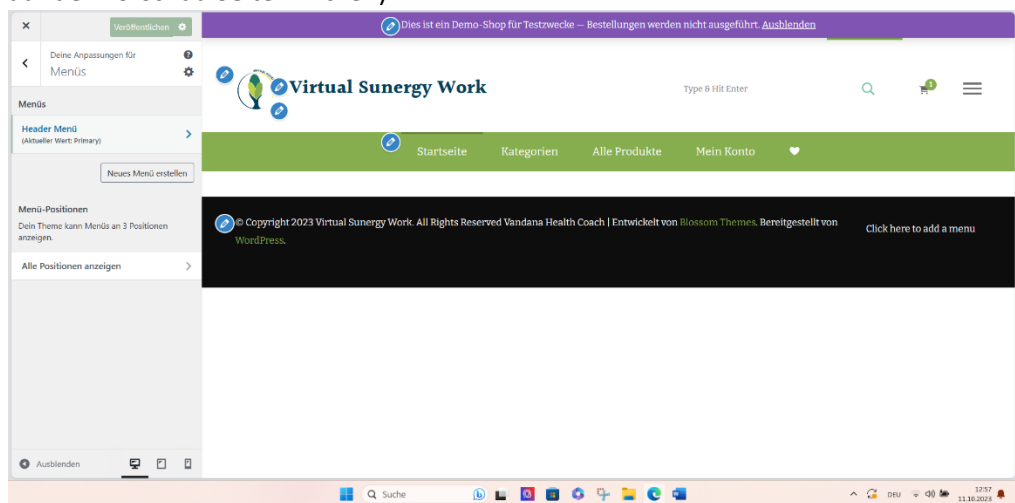 Veröffentlichen
Dies ist ein Demo-Shop für Testzwecke — Bestellungen werden nicht ausgeführt. Ausblenden
Deine Anpassungen für
Menüs
Menüs
Header Menü
(Aktueller Wert: Primary)
Neues Menü erstellen
Menü-Positionen
Dein Theme kann Menüs an 3 Positionen
anzeigen.
Alle Positionen anzeigen
Ausblenden
Virtual Sunergy Work
Type & Hit Enter
1
Startseite Kategorien Alle Produkte Mein Konto
© Copyright 2023 Virtual Sunergy Work. All Rights Reserved Vandana Health Coach | Entwickelt von Blossom Themes. Bereitgestellt von
WordPress.
Click here to add a menu
Suche
DEU
12:57
11.10.2023